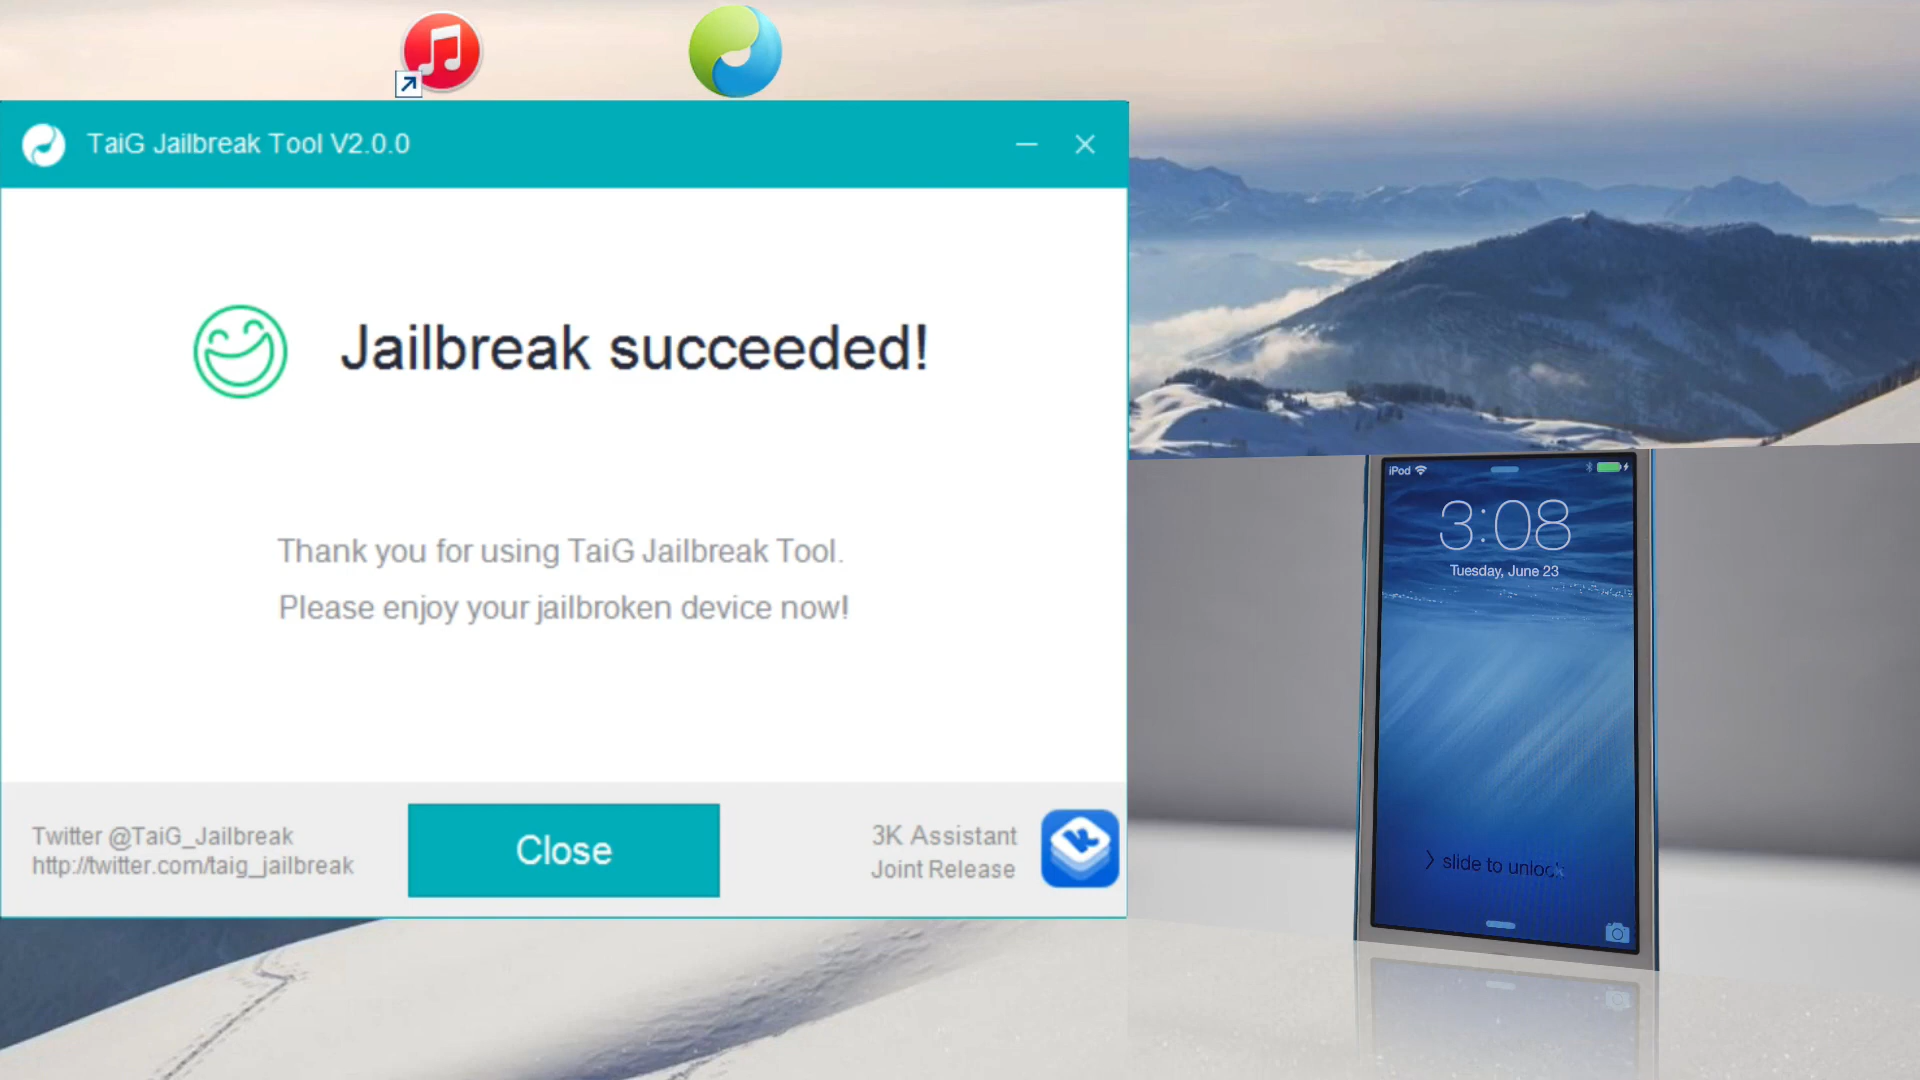 TaiG Jailbreak Tool V2.0.0
Jailbreak succeeded!
Thank you for using TaiG Jailbreak Tool.
Please enjoy your jailbroken device now!
Twitter @TaiG_Jailbreak
http://twitter.com/taig_jailbreak
Close
3K Assistant
Joint Release
iPod
3:08
Tuesday, June 23
> slide to unlock